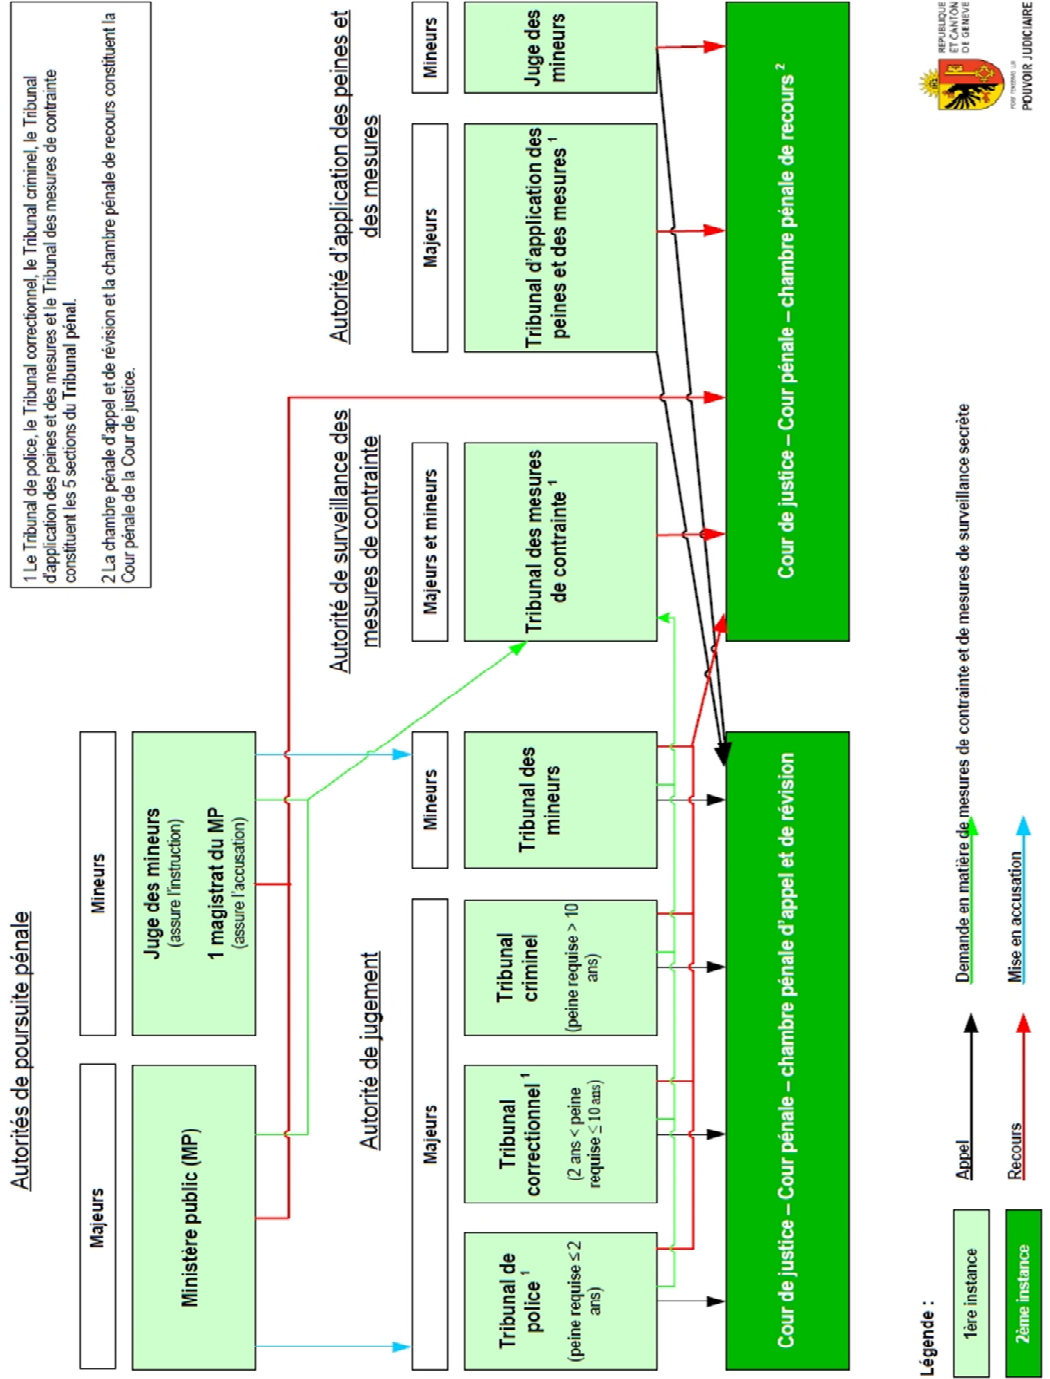 Autorités de poursuite pénale
1 Le Tribunal de police, le Tribunal correctionnel, le Tribunal criminel, le Tribunal
d'application des peines et des mesures et le Tribunal des mesures de contrainte
constituent les 5 sections du Tribunal pénal.
2 La chambre pénale d'appel et de révision et la chambre pénale de recours constituent la
Cour pénale de la Cour de justice.
Majeurs
Mineurs
Ministère public (MP)
Juge des mineurs
(assure l'instruction)
1 magistrat du MP
(assure l'accusation)
Autorité de jugement
Autorité de surveillance des
mesures de contrainte
Autorité d'application des peines et
des mesures
Majeurs
Mineurs
Majeurs et mineurs
Majeurs
Mineurs
Tribunal de
police 1
(peine requise ≤ 2
ans)
Tribunal
correctionnel 1
(2 ans < peine
requise ≤ 10 ans)
Tribunal
criminel
(peine requise > 10
ans)
Tribunal des
mineurs
Tribunal des mesures
de contrainte 1
Tribunal d'application des
peines et des mesures 1
Juge des
mineurs
Cour de justice – Cour pénale – chambre pénale d'appel et de révision
Cour de justice – Cour pénale – chambre pénale de recours 2
Légende :
1ère instance
2ème instance
Appel
Recours
Demande en matière de mesures de contrainte et de mesures de surveillance secrète
Mise en accusation
REPUBLIQUE
ET CANTON
DE GENEVE
POST TENEBRAS LUX
POUVOIR JUDICIAIRE